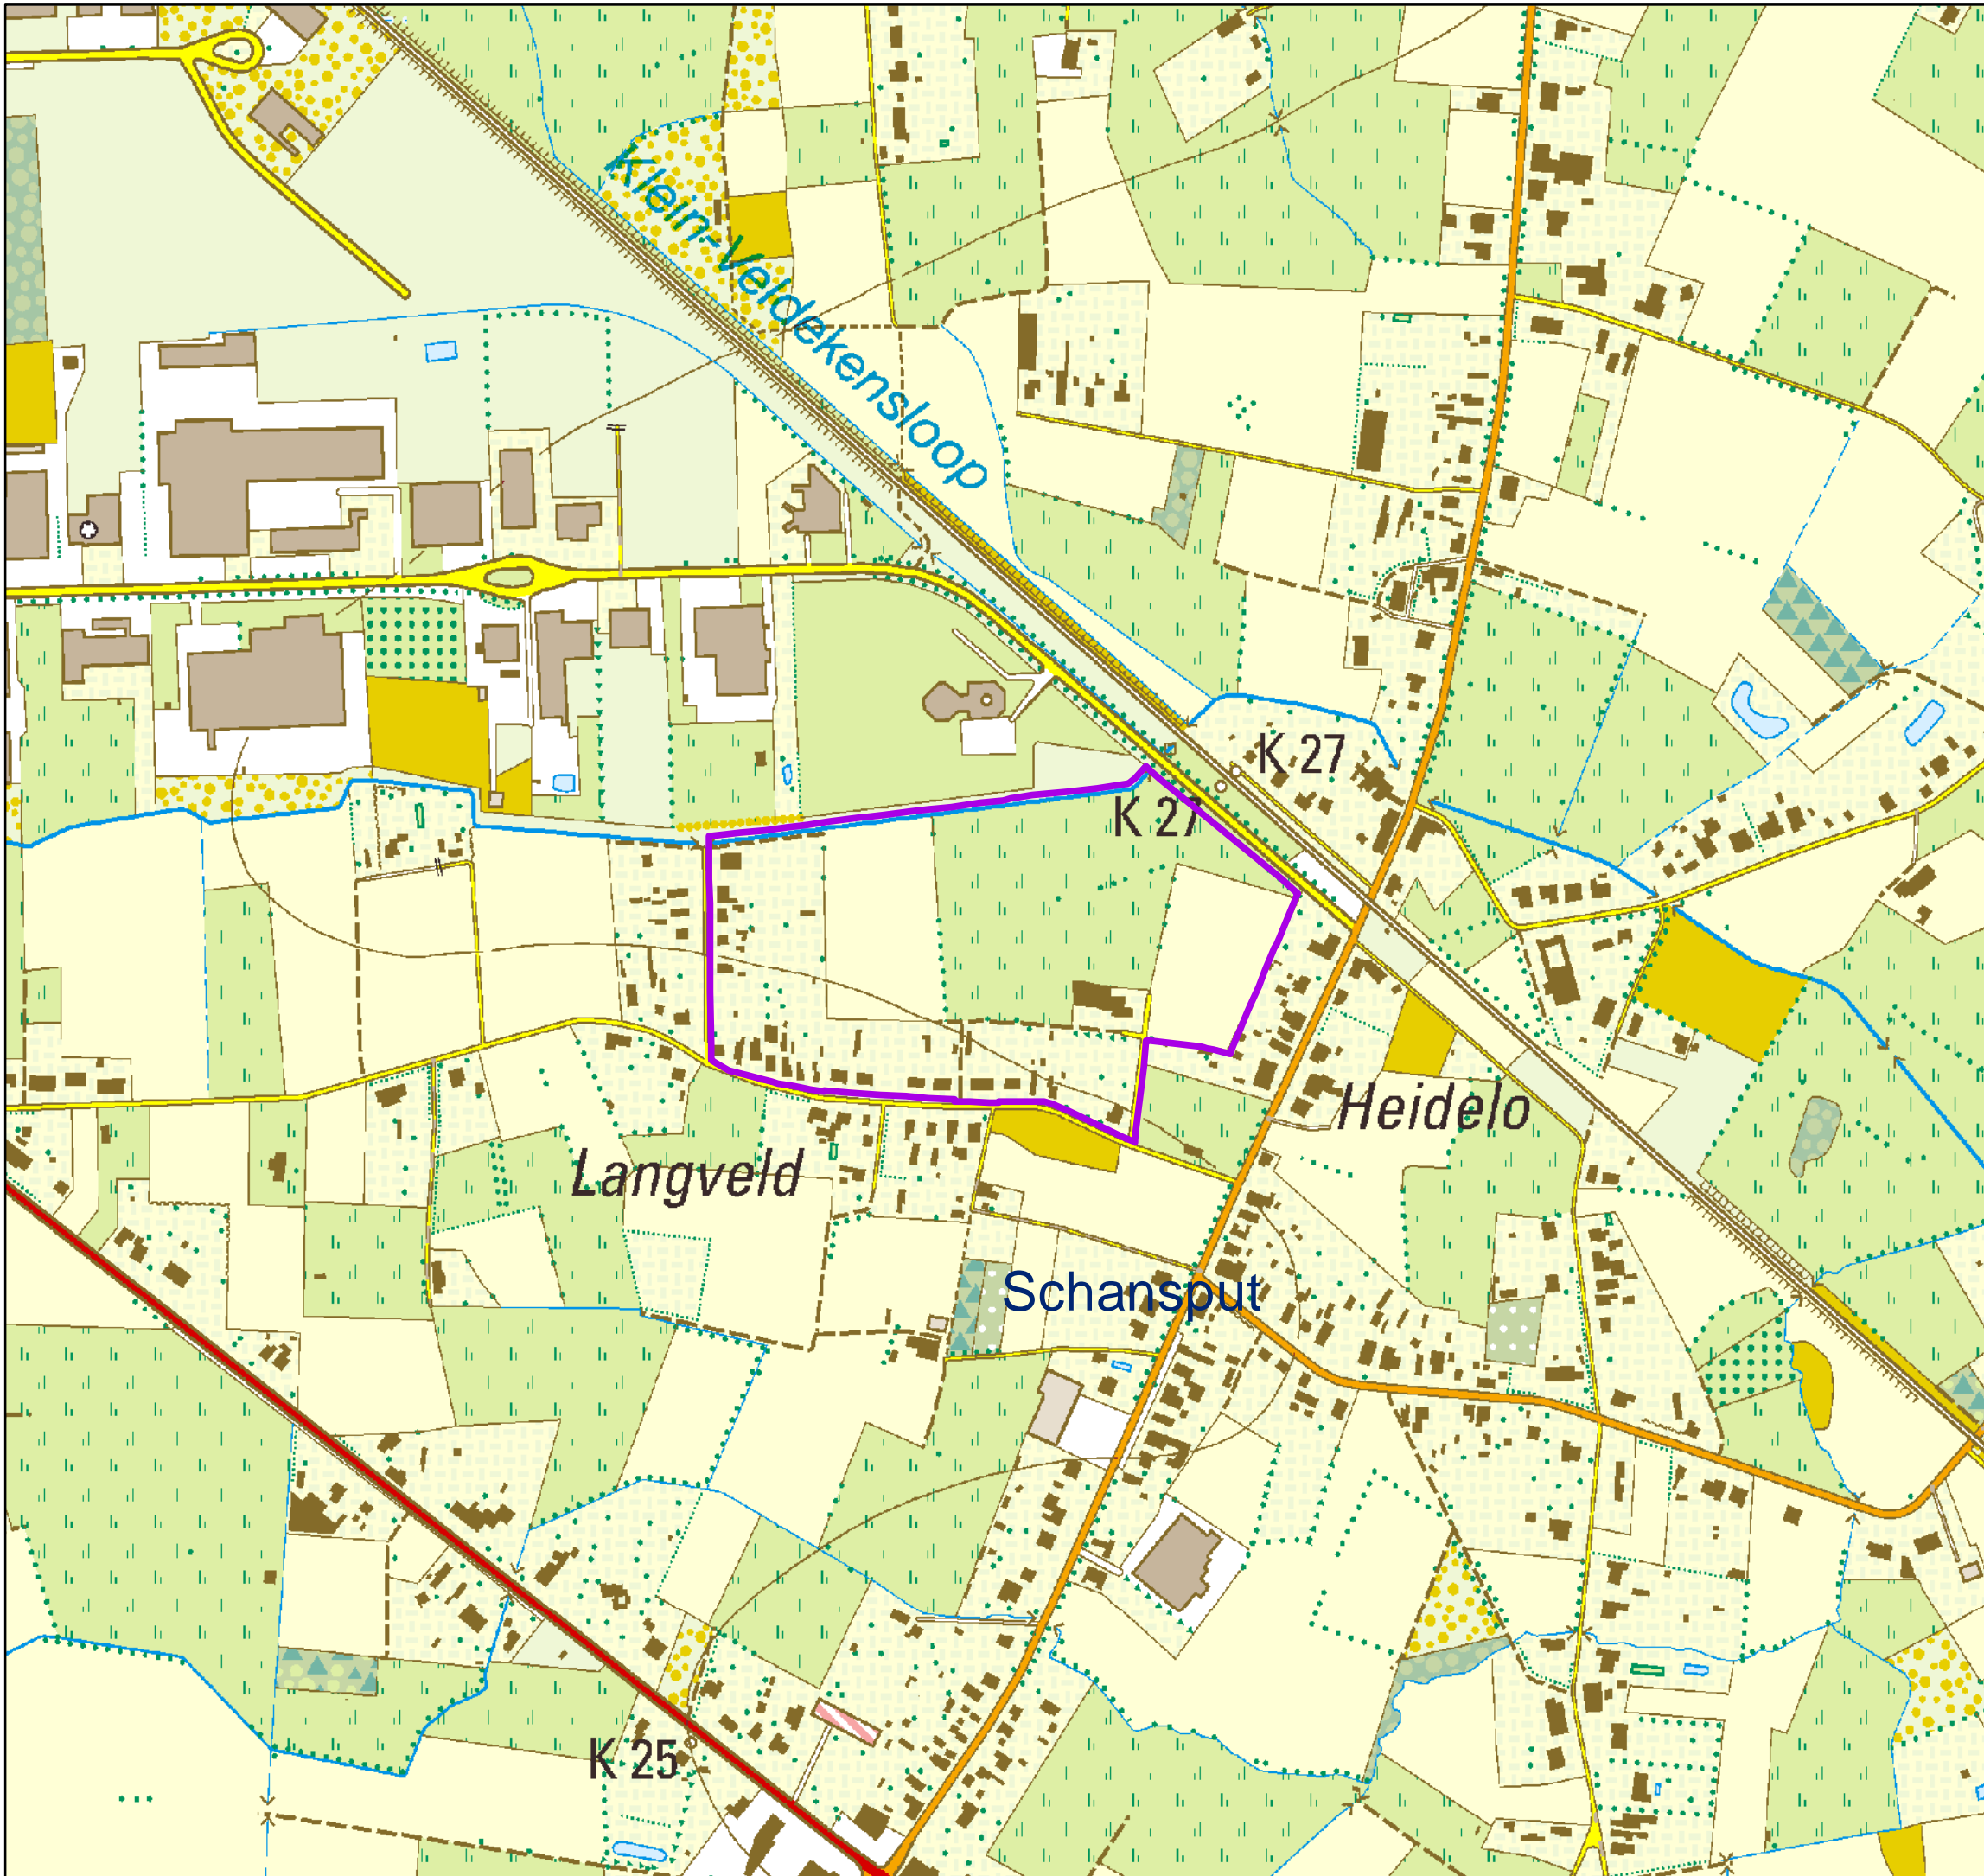 Klein-Veldekensloop
K 27
K 27
Heidelo
Langveld
Schansput
K 25